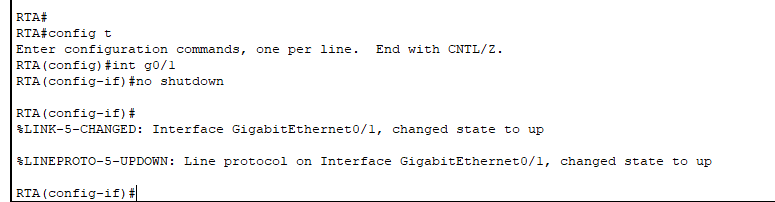 RTA#
RTA#config t
Enter configuration commands, one per line.  End with CNTL/Z.
RTA(config)#int g0/1
RTA(config-if)#no shutdown
RTA(config-if)#
%LINK-5-CHANGED: Interface GigabitEthernet0/1, changed state to up
%LINEPROTO-5-UPDOWN: Line protocol on Interface GigabitEthernet0/1, changed state to up
RTA(config-if)#